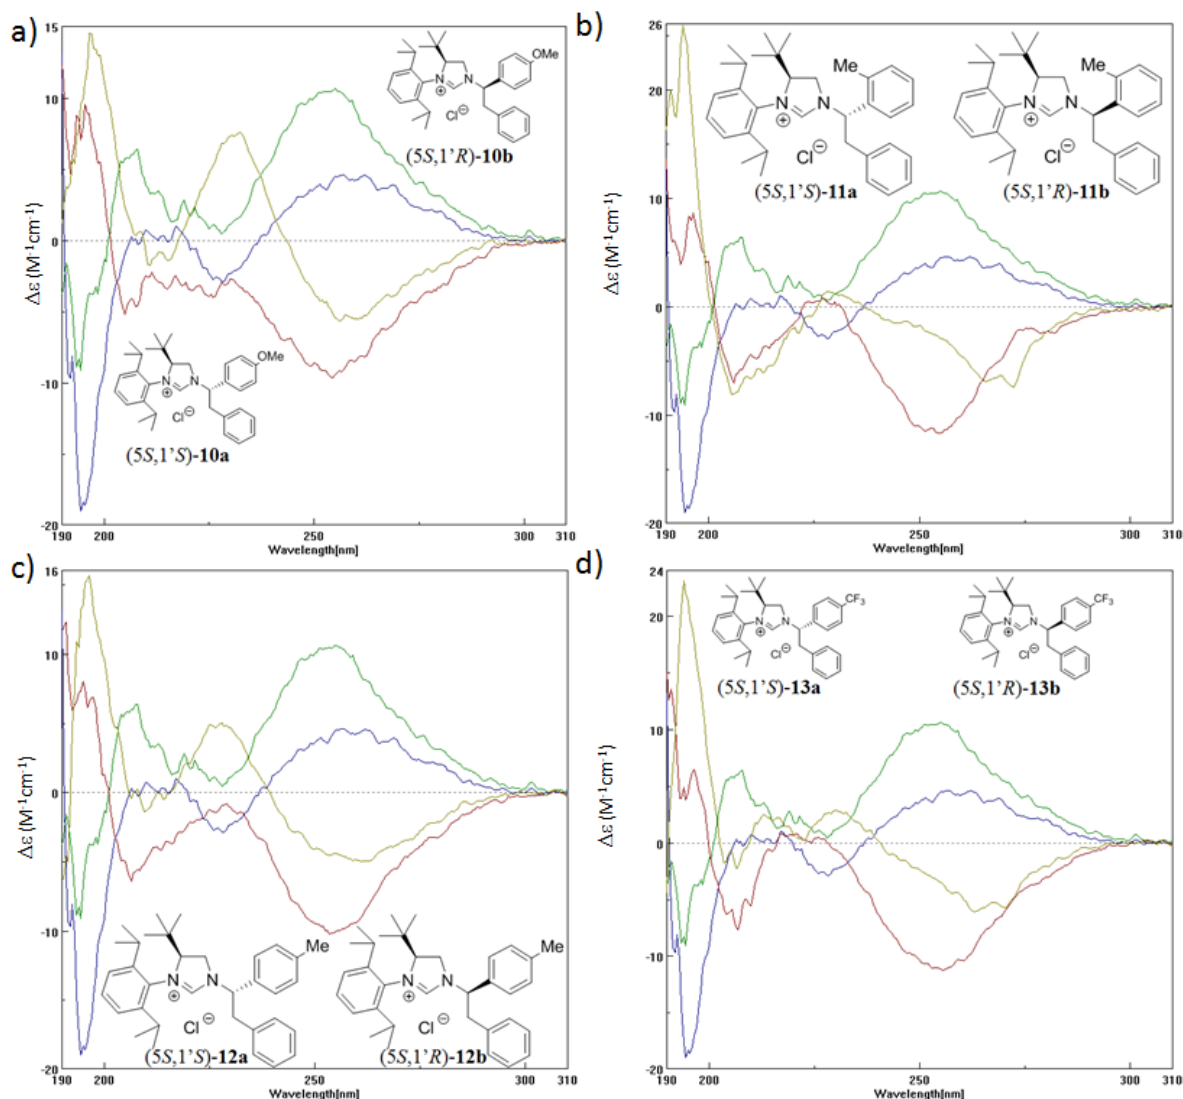 a)
15
10
0
-10
-20
Δε (M⁻¹cm⁻¹)
OMe
N
N
⊕
Cl⊖
(5S,1'R)-10b
OMe
N
N
⊕
Cl⊖
(5S,1'S)-10a
190
200
250
300
310
Wavelength[nm]
b)
26
20
10
0
-10
-20
Δε (M⁻¹cm⁻¹)
Me
N
N
⊕
Cl⊖
(5S,1'S)-11a
Me
N
N
⊕
Cl⊖
(5S,1'R)-11b
190
200
250
300
310
Wavelength[nm]
c)
16
10
0
-10
-20
Δε (M⁻¹cm⁻¹)
Me
N
N
⊕
Cl⊖
(5S,1'S)-12a
Me
N
N
⊕
Cl⊖
(5S,1'R)-12b
190
200
250
300
310
Wavelength[nm]
d)
24
20
10
0
-10
-20
Δε (M⁻¹cm⁻¹)
CF₃
N
N
⊕
Cl⊖
(5S,1'S)-13a
CF₃
N
N
⊕
Cl⊖
(5S,1'R)-13b
190
200
250
300
310
Wavelength[nm]